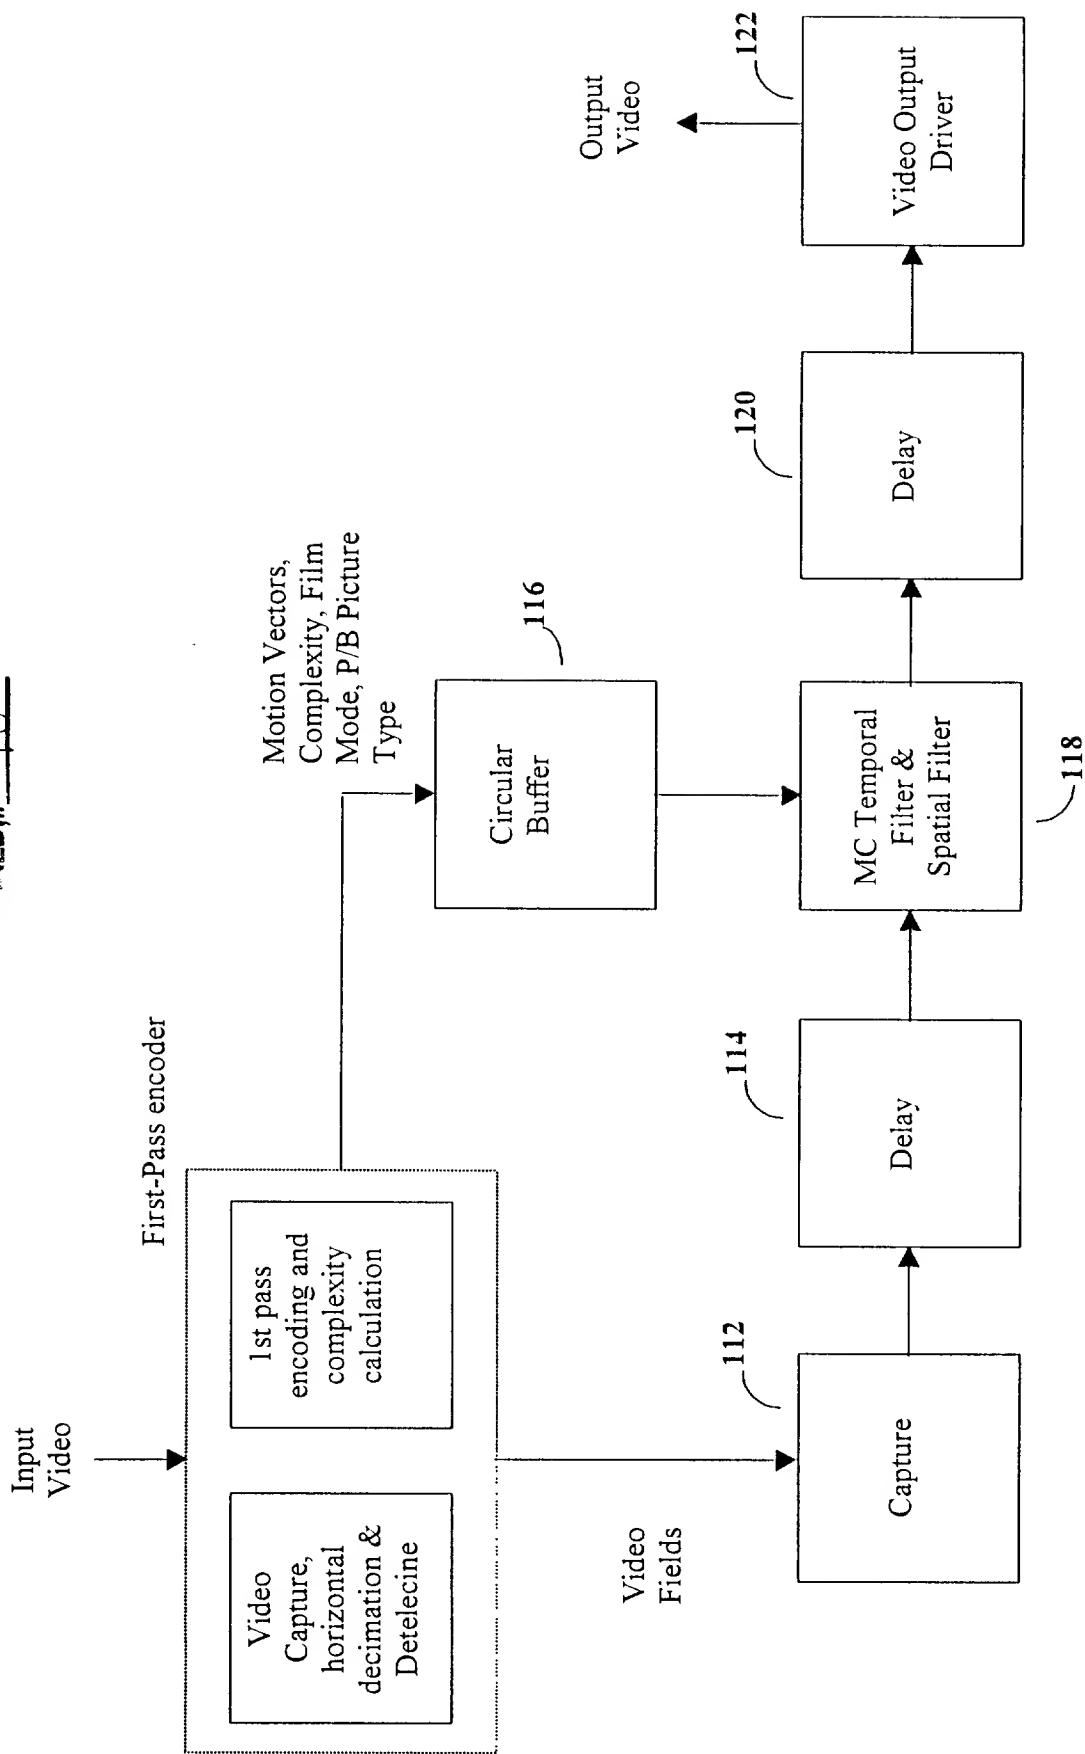 Input
Video
First-Pass encoder
Video
Capture,
horizontal
decimation &
Detelecine
1st pass
encoding and
complexity
calculation
Motion Vectors,
Complexity, Film
Mode, P/B Picture
Type
Circular
Buffer
116
Video
Fields
Capture
112
Delay
114
MC Temporal
Filter &
Spatial Filter
118
Delay
120
Video Output
Driver
122
Output
Video